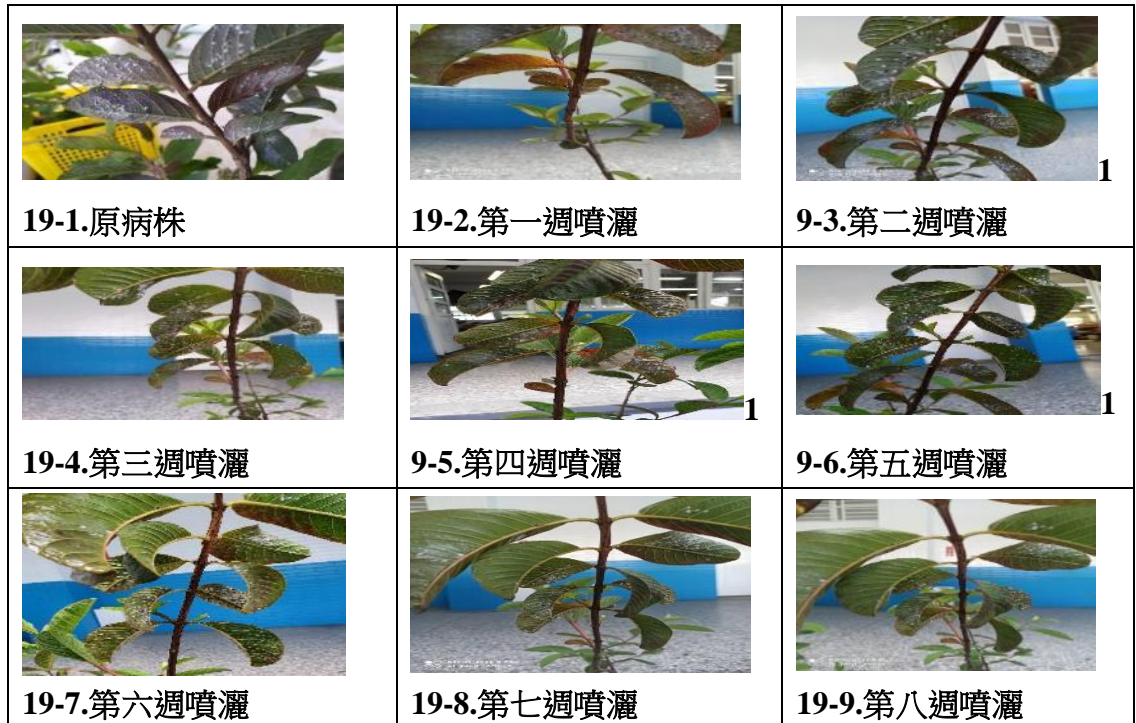 19-1.原病株
19-2.第一週噴灑
1
9-3.第二週噴灑
19-4.第三週噴灑
1
9-5.第四週噴灑
1
9-6.第五週噴灑
19-7.第六週噴灑
19-8.第七週噴灑
19-9.第八週噴灑